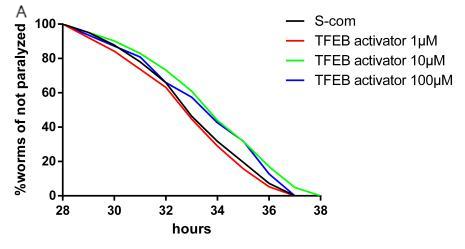 A
S-com
TFEB activator 1μM
TFEB activator 10μM
TFEB activator 100μM
%worms of not paralyzed
100
80
60
40
20
0
28 30 32 34 36 38
hours